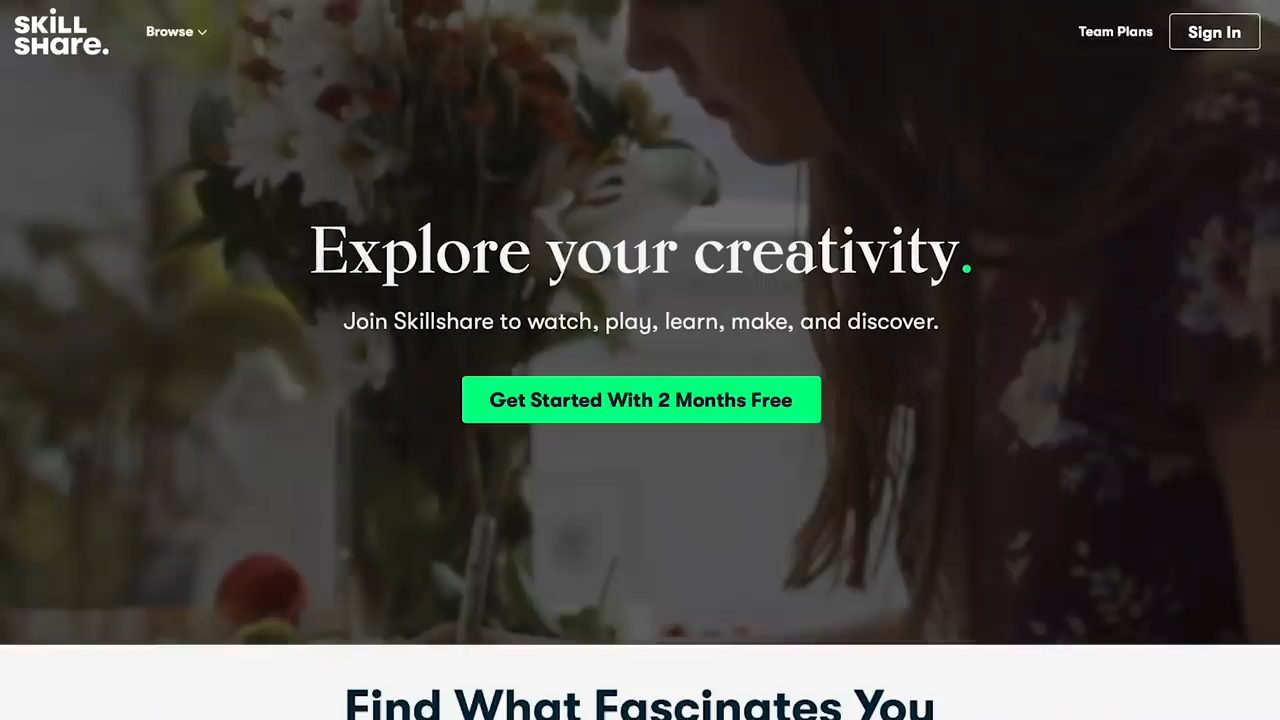 SKiLL
SHare.
Browse
Team Plans
Sign In
Explore your creativity.
Join Skillshare to watch, play, learn, make, and discover.
Get Started With 2 Months Free
Find What Fascinates You